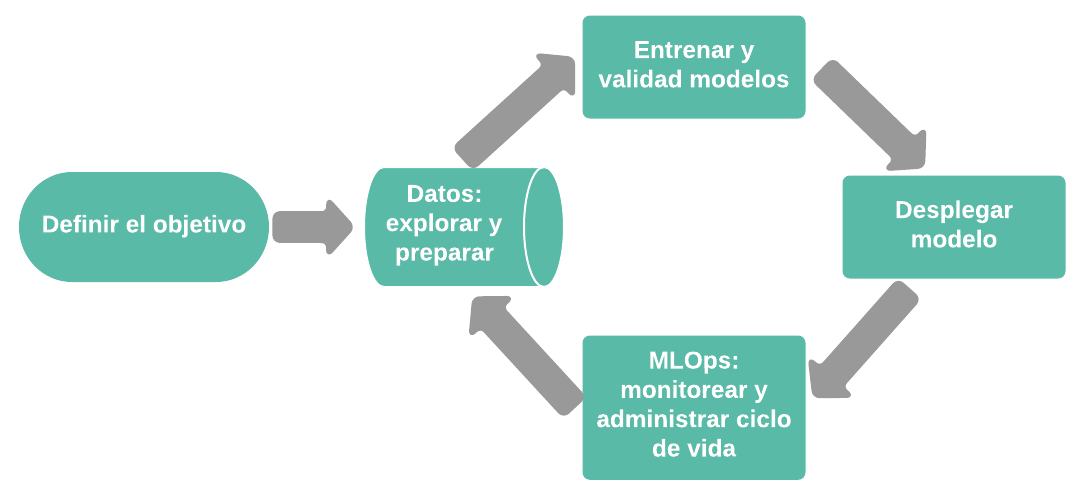 Entrenar y
validad modelos
Definir el objetivo
Datos:
explorar y
preparar
Desplegar
modelo
MLOps:
monitorear y
administrar ciclo
de vida